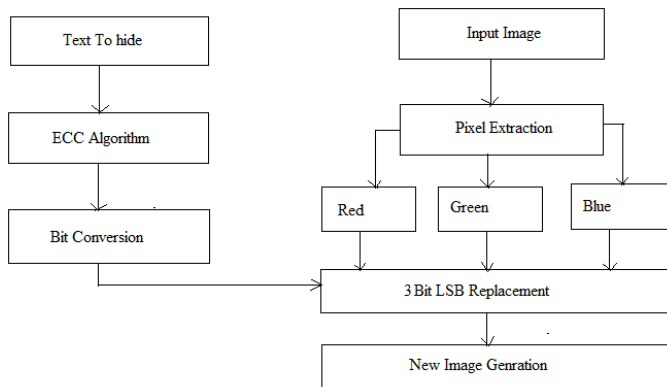 Text To hide
Input Image
ECC Algorithm
Pixel Extraction
Bit Conversion
Red
Green
Blue
3 Bit LSB Replacement
New Image Genration